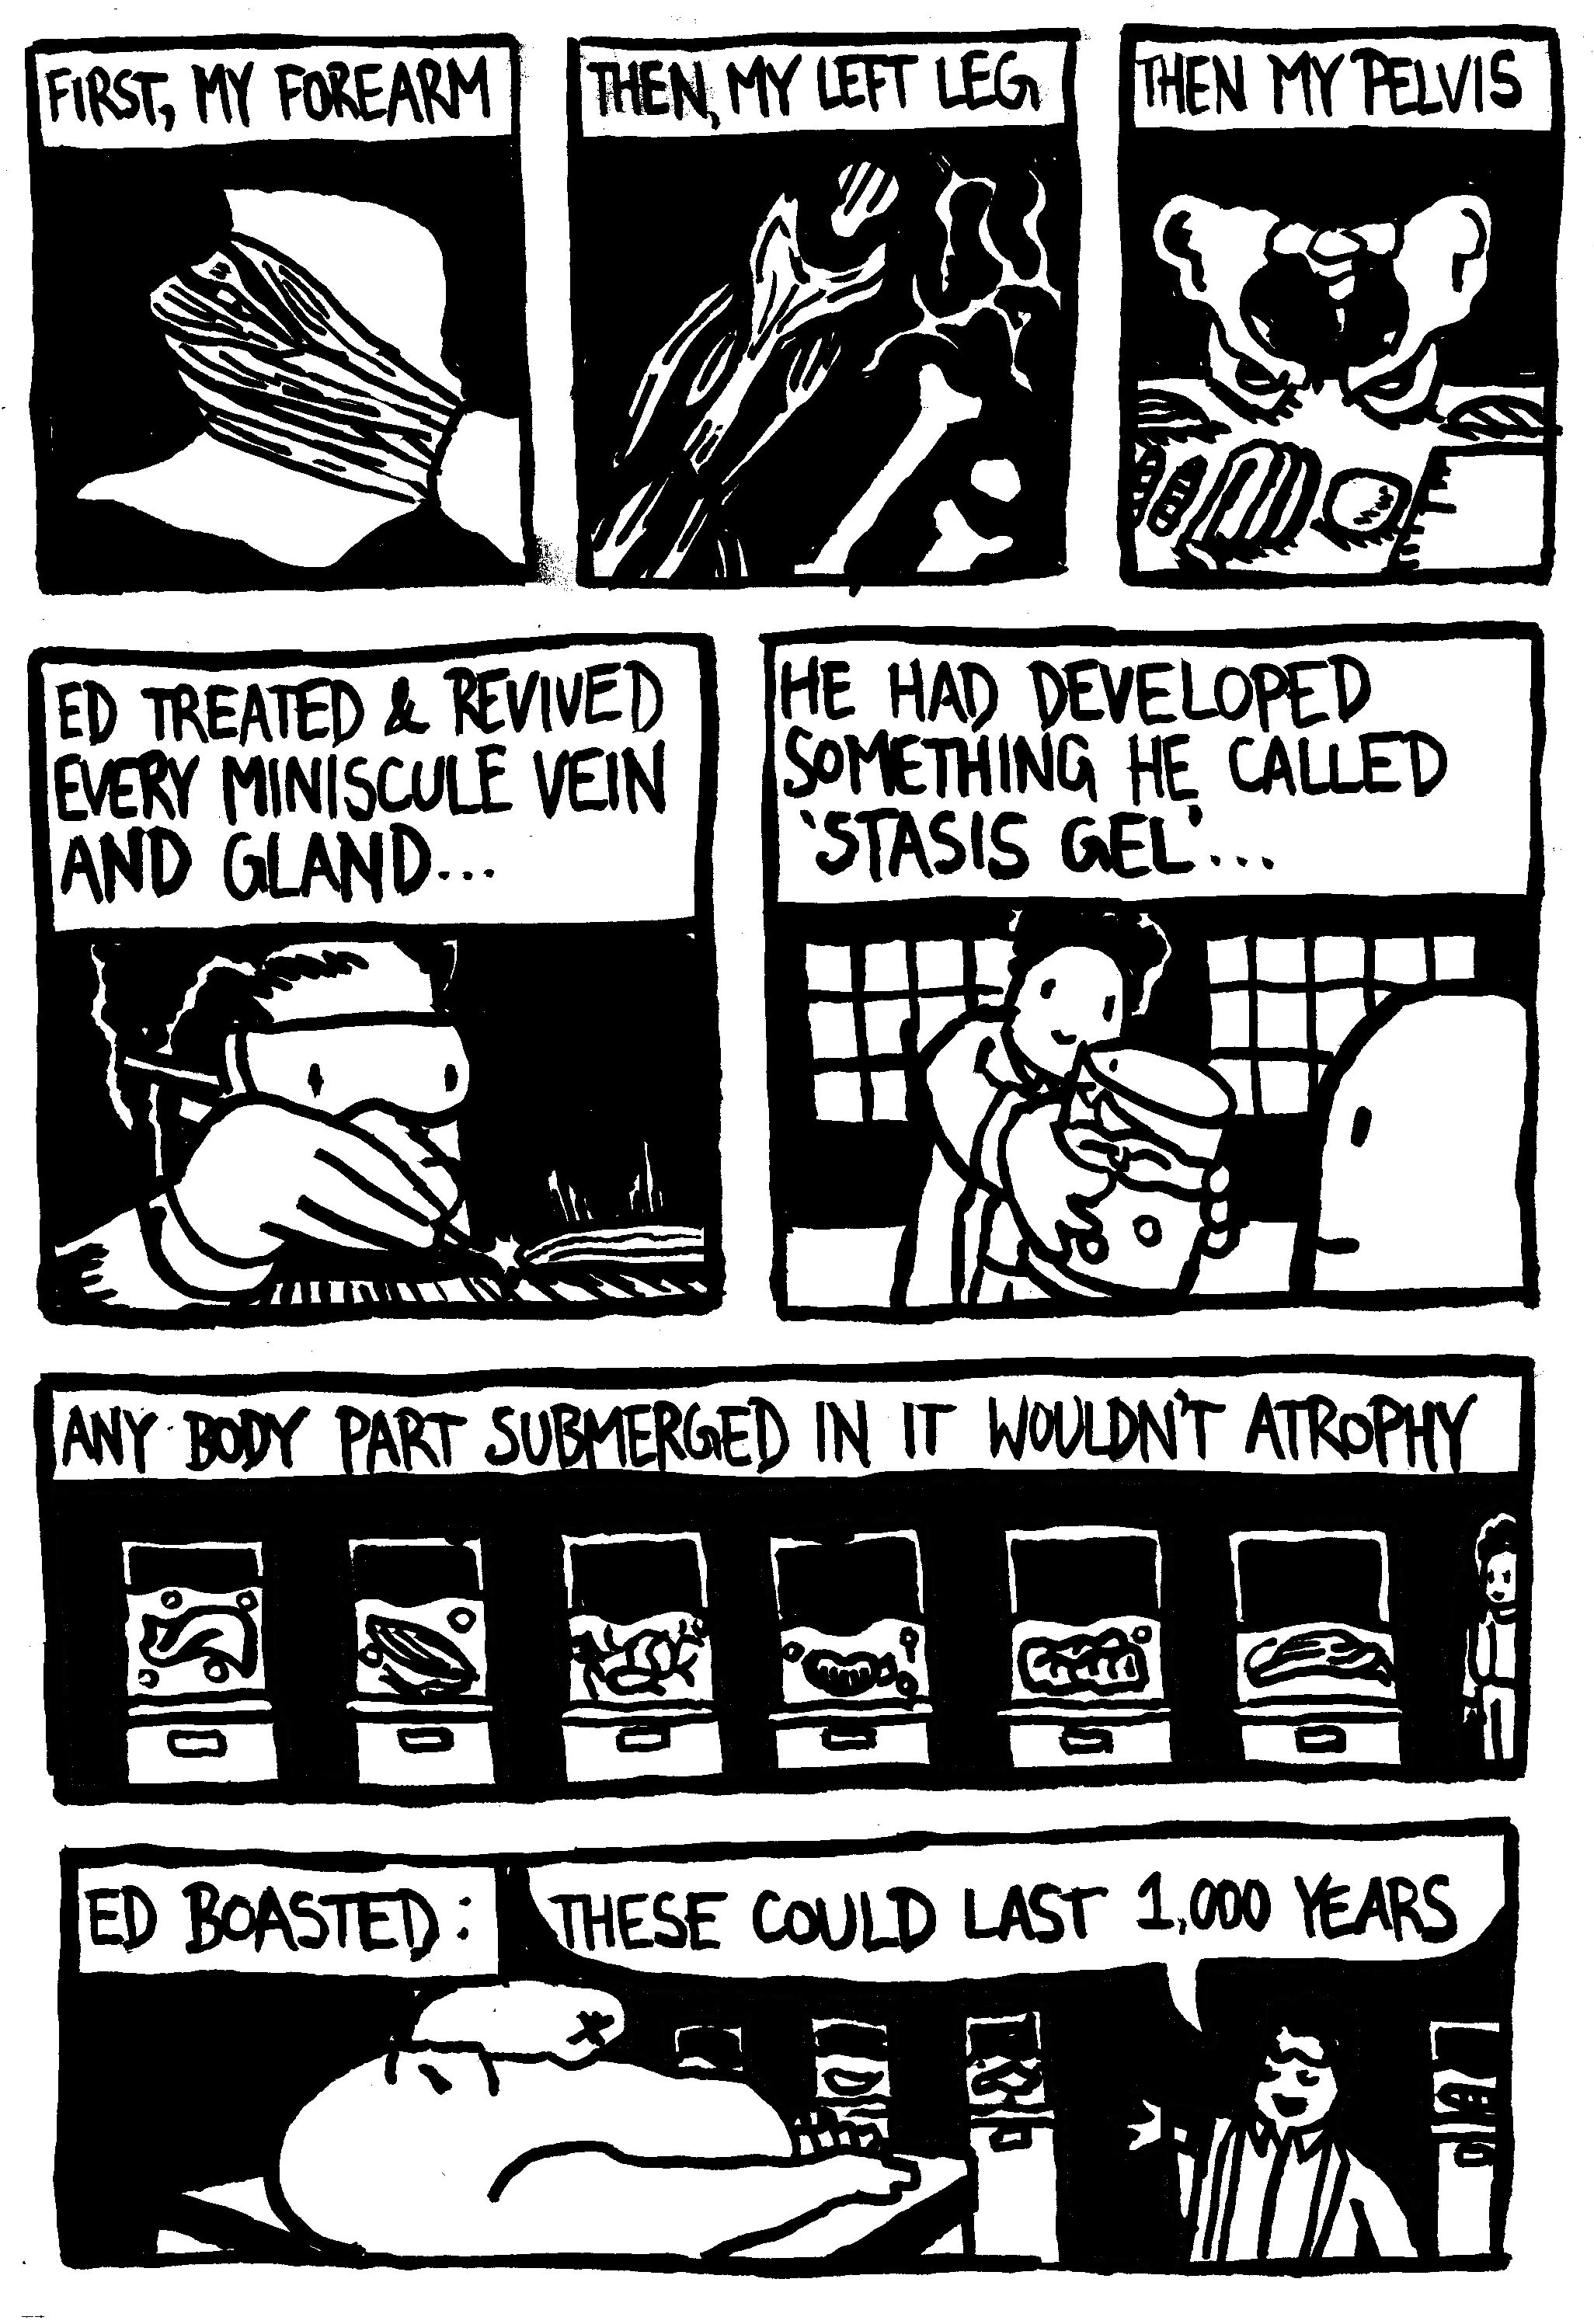 FIRST, MY FOREARM
THEN, MY LEFT LEG
THEN MY PELVIS
ED TREATED & REVIVED
EVERY MINISCULE VEIN
AND GLAND...
HE HAD DEVELOPED
SOMETHING HE CALLED
'STASIS GEL'...
ANY BODY PART SUBMERGED IN IT WOULDN'T ATROPHY
ED BOASTED:
THESE COULD LAST 1,000 YEARS